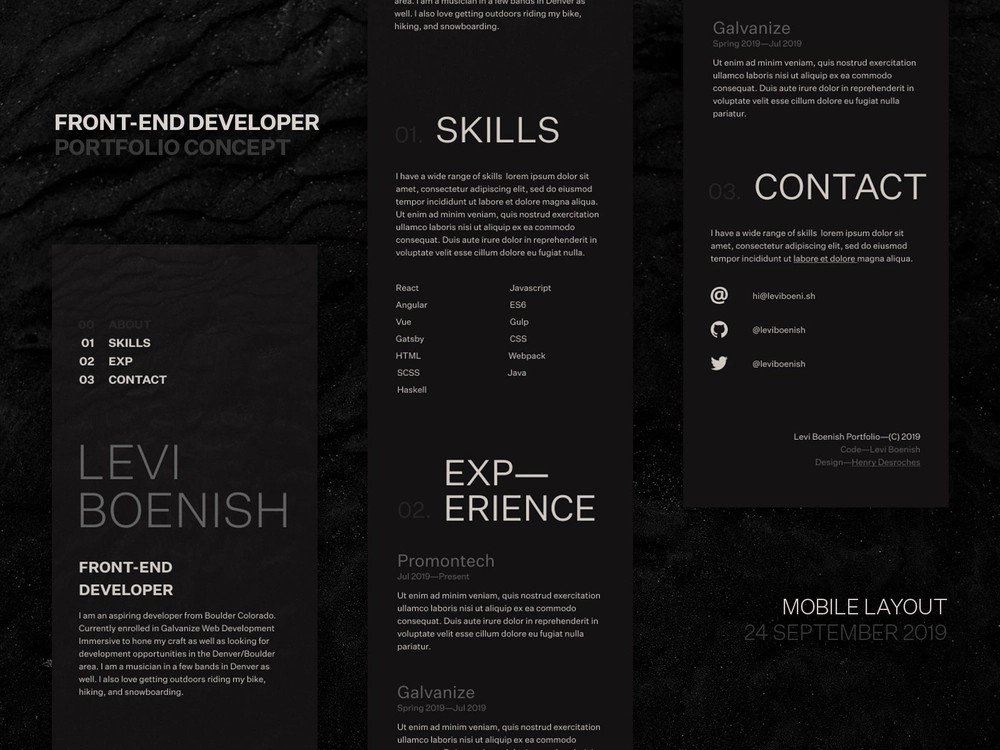 FRONT-END DEVELOPER
PORTFOLIO CONCEPT
00 ABOUT
01 SKILLS
02 EXP
03 CONTACT
LEVI
BOENISH
FRONT-END
DEVELOPER
I am an aspiring developer from Boulder Colorado.
Currently enrolled in Galvanize Web Development
Immersive to hone my craft as well as looking for
development opportunities in the Denver/Boulder
area. I am a musician in a few bands in Denver as
well. I also love getting outdoors riding my bike,
hiking, and snowboarding.
area. I am a musician in a few bands in Denver as
well. I also love getting outdoors riding my bike,
hiking, and snowboarding.
01. SKILLS
I have a wide range of skills lorem ipsum dolor sit
amet, consectetur adipiscing elit, sed do eiusmod
tempor incididunt ut labore et dolore magna aliqua.
Ut enim ad minim veniam, quis nostrud exercitation
ullamco laboris nisi ut aliquip ex ea commodo
consequat. Duis aute irure dolor in reprehenderit in
voluptate velit esse cillum dolore eu fugiat nulla.
React Javascript
Angular ES6
Vue Gulp
Gatsby CSS
HTML Webpack
SCSS Java
Haskell
EXP—
02. ERIENCE
Promontech
Jul 2019—Present
Ut enim ad minim veniam, quis nostrud exercitation
ullamco laboris nisi ut aliquip ex ea commodo
consequat. Duis aute irure dolor in reprehenderit in
voluptate velit esse cillum dolore eu fugiat nulla
pariatur.
Galvanize
Spring 2019—Jul 2019
Ut enim ad minim veniam, quis nostrud exercitation
ullamco laboris nisi ut aliquip ex ea commodo
Galvanize
Spring 2019—Jul 2019
Ut enim ad minim veniam, quis nostrud exercitation
ullamco laboris nisi ut aliquip ex ea commodo
consequat. Duis aute irure dolor in reprehenderit in
voluptate velit esse cillum dolore eu fugiat nulla
pariatur.
03. CONTACT
I have a wide range of skills lorem ipsum dolor sit
amet, consectetur adipiscing elit, sed do eiusmod
tempor incididunt ut labore et dolore magna aliqua.
@ hi@leviboeni.sh
@leviboenish
@leviboenish
Levi Boenish Portfolio—(C) 2019
Code—Levi Boenish
Design—Henry Desroches
MOBILE LAYOUT
24 SEPTEMBER 2019